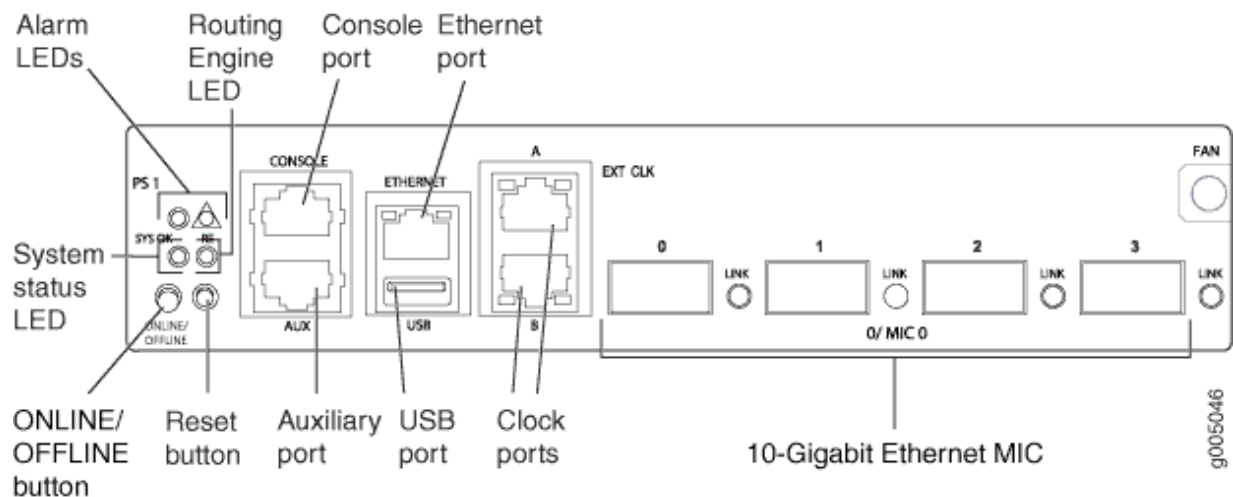 Alarm
LEDs
Routing
Engine
LED
Console
port
Ethernet
port
CONSOLE
ETHERNET
A
EXT CLK
FAN
PS 1
SYS OK
RE
System
status
LED
0
1
2
3
LINK
LINK
LINK
LINK
ONLINE/
OFFLINE
AUX
USB
B
0/ MIC 0
ONLINE/
OFFLINE
button
Reset
button
Auxiliary
port
USB
port
Clock
ports
10-Gigabit Ethernet MIC
g005046